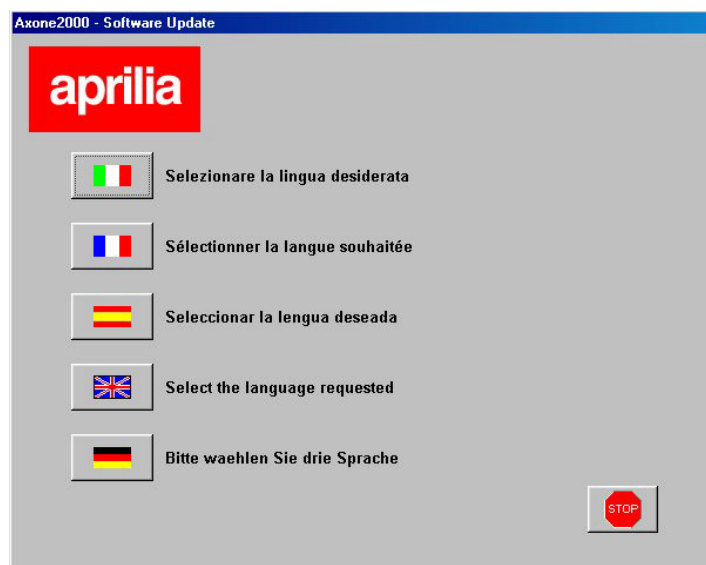 Axone2000 - Software Update
aprilia
Selezionare la lingua desiderata
Sélectionner la langue souhaitée
Seleccionar la lengua deseada
Select the language requested
Bitte waehlen Sie drie Sprache
STOP